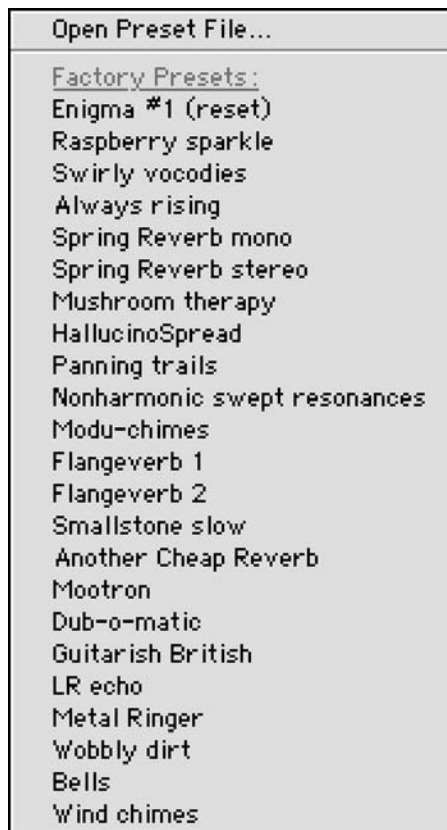 Open Preset File...
Factory Presets:
Enigma #1 (reset)
Raspberry sparkle
Swirly vocodies
Always rising
Spring Reverb mono
Spring Reverb stereo
Mushroom therapy
HallucinoSpread
Panning trails
Nonharmonic swept resonances
Modu-chimes
Flangeverb 1
Flangeverb 2
Smallstone slow
Another Cheap Reverb
Mootron
Dub-o-matic
Guitarish British
LR echo
Metal Ringer
Wobbly dirt
Bells
Wind chimes